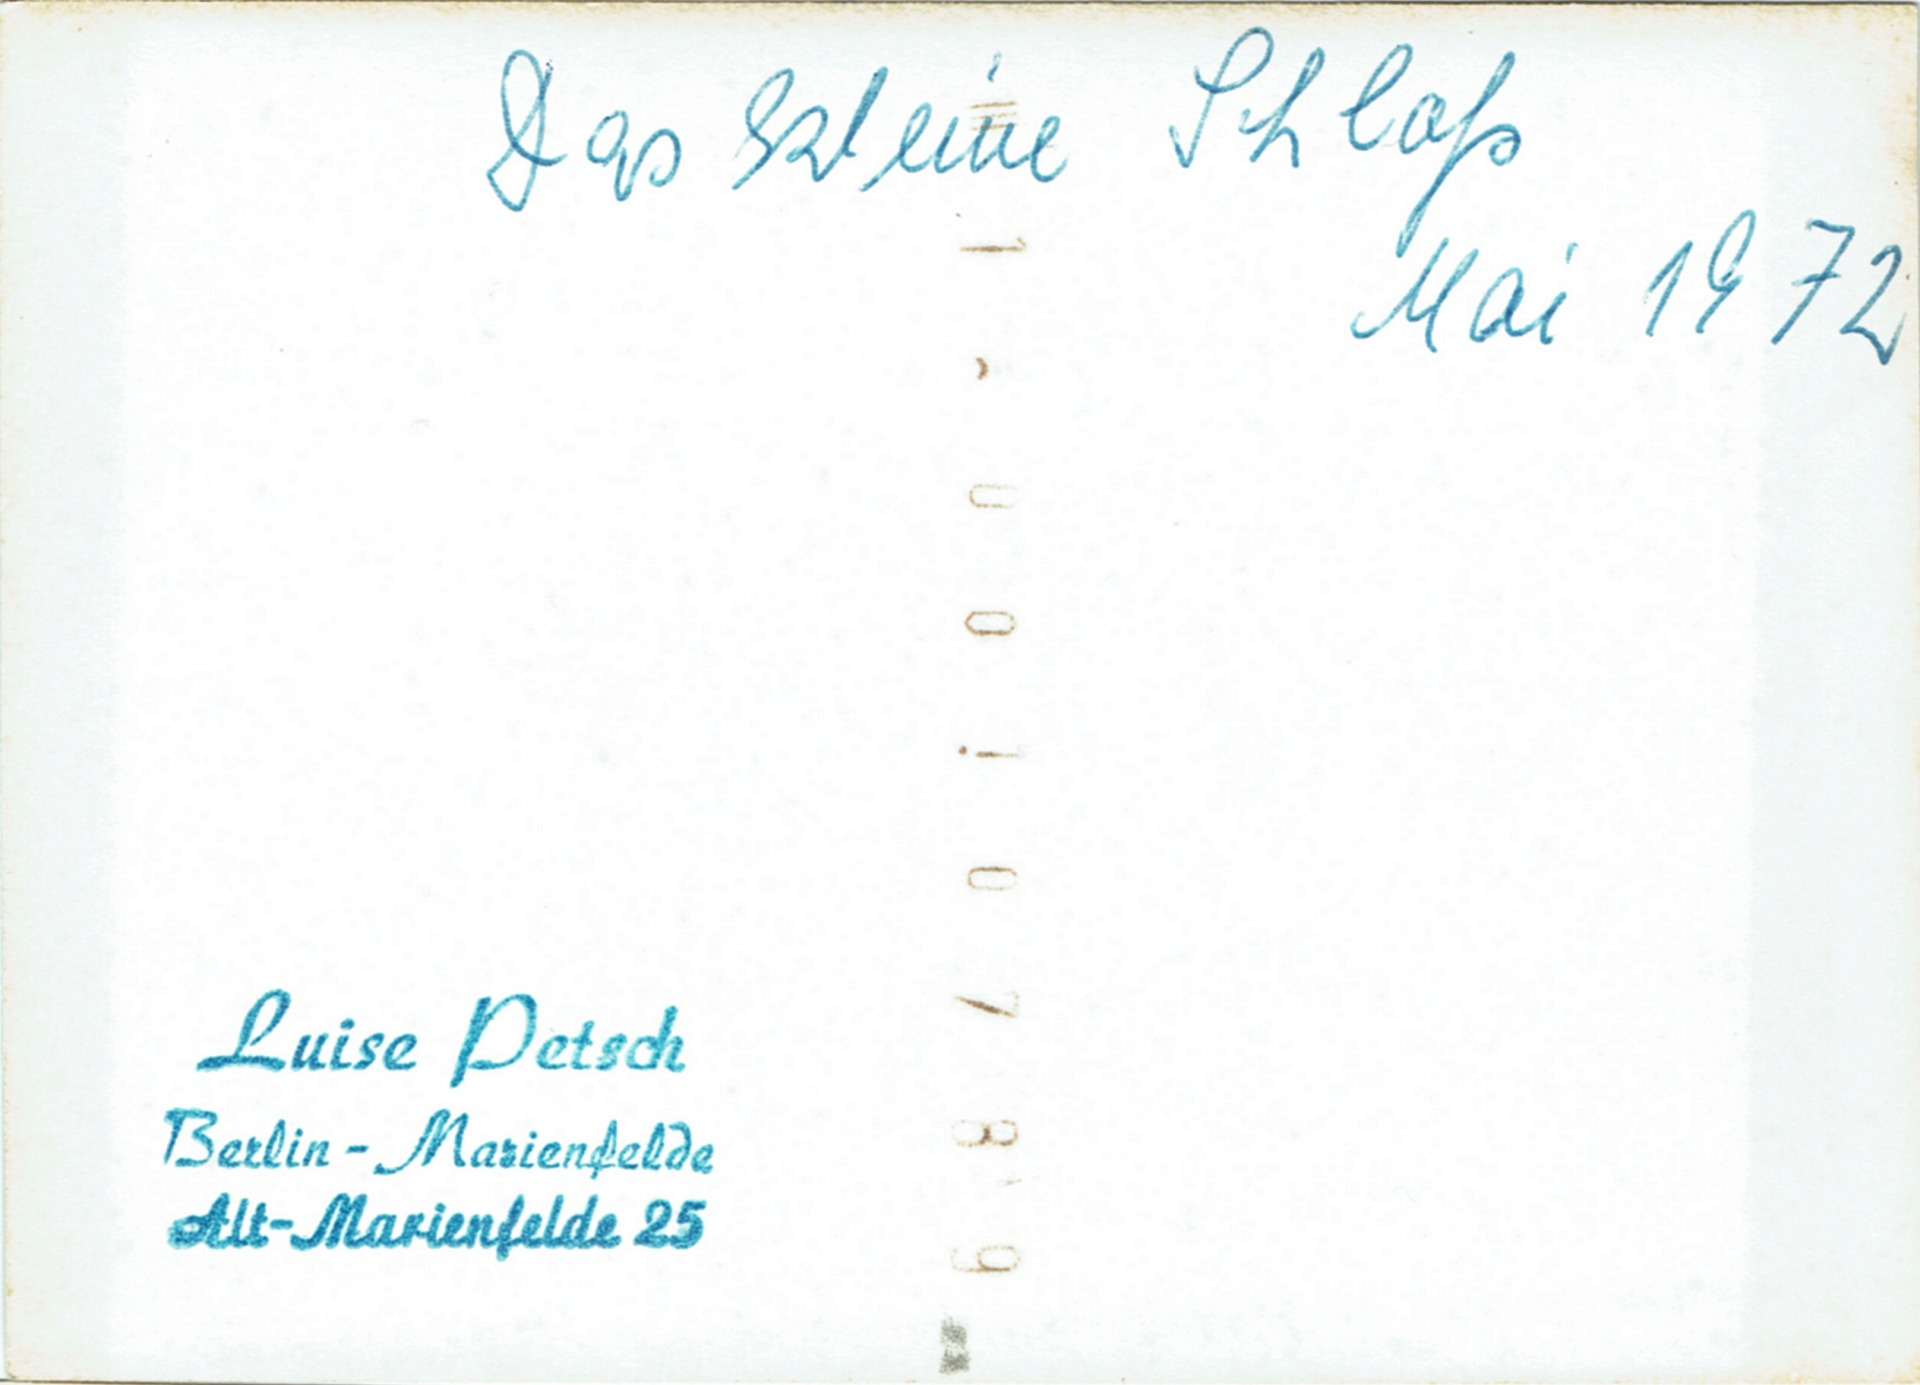 Das kleine Schloß
Mai 1972
Luise Petsch
Berlin - Marienfelde
Alt-Marienfelde 25